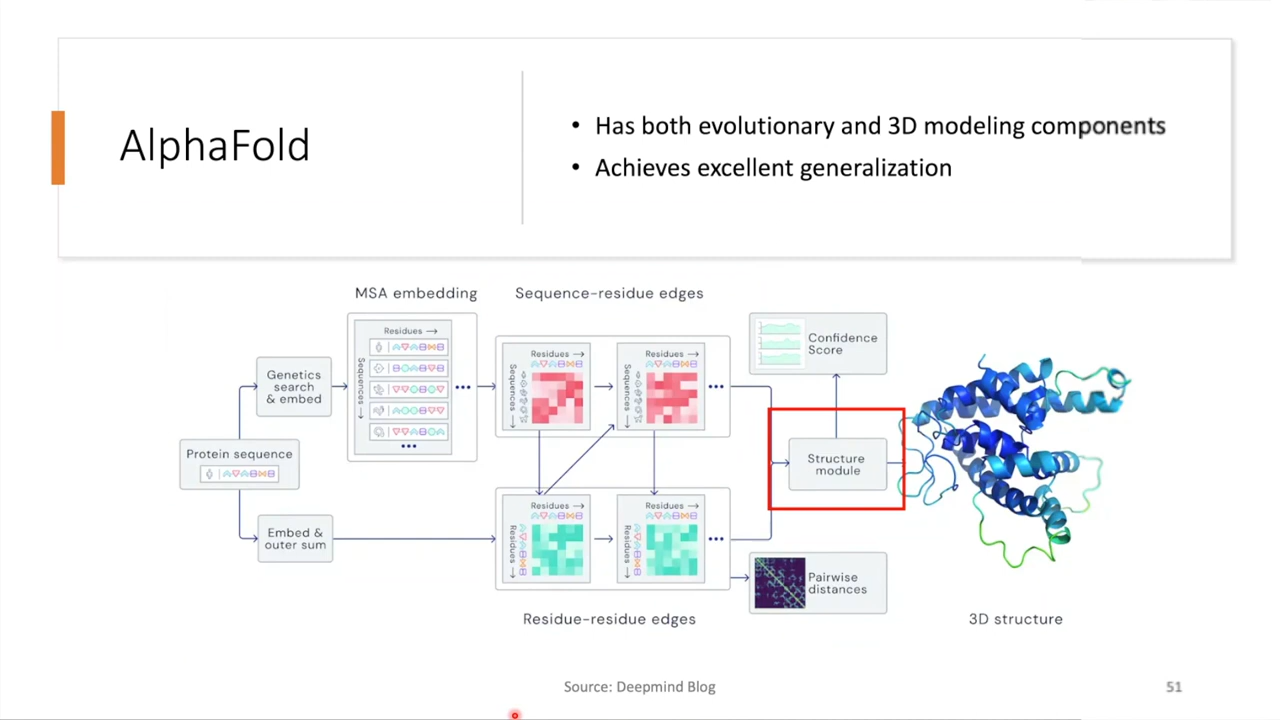 AlphaFold
• Has both evolutionary and 3D modeling components
• Achieves excellent generalization
MSA embedding
Sequence-residue edges
Residues
Sequences
Genetics
search
& embed
Protein sequence
Embed &
outer sum
Residues
Sequences
Residues
Sequences
Residues
Residues
Residues
Residues
Residue-residue edges
Confidence
Score
Structure
module
Pairwise
distances
3D structure
Source: Deepmind Blog
51